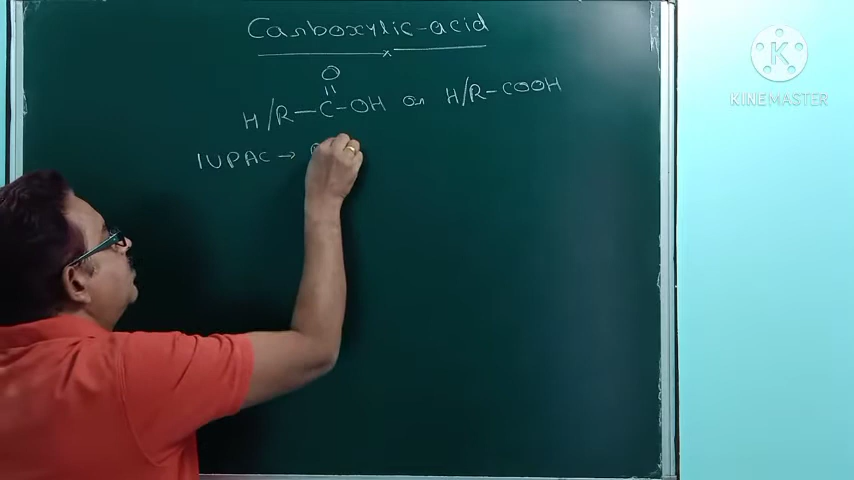 Carboxylic-acid
O
||
H/R-C-OH or H/R-COOH
IUPAC →
K
KINEMASTER